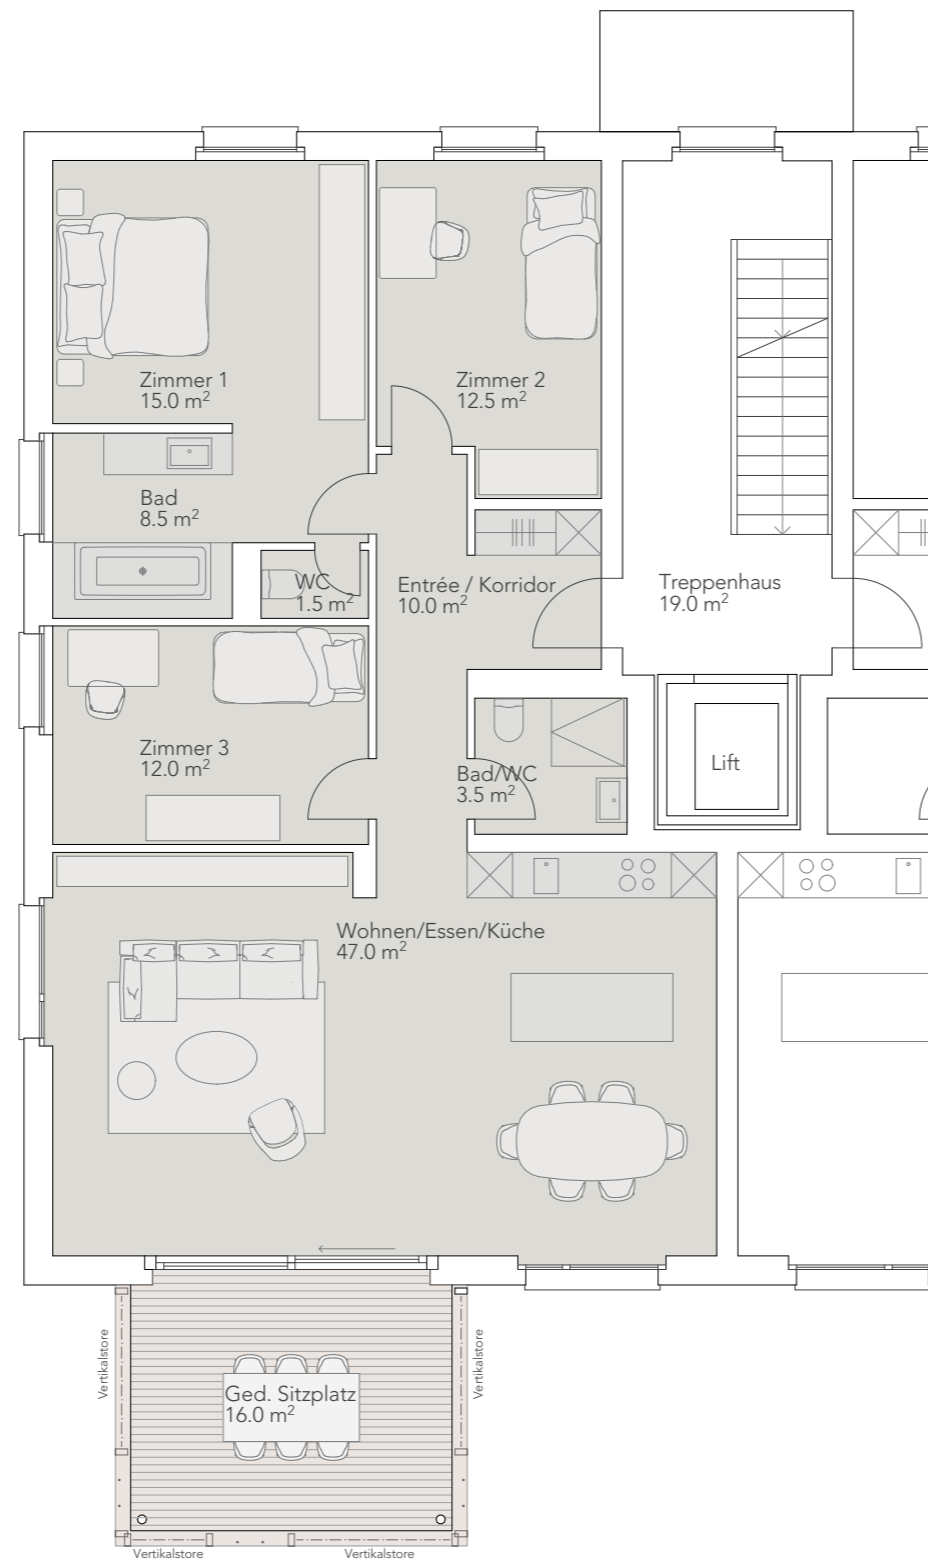 Zimmer 1
15.0 m²
Zimmer 2
12.5 m²
Bad
8.5 m²
WC
1.5 m²
Entrée / Korridor
10.0 m²
Treppenhaus
19.0 m²
Zimmer 3
12.0 m²
Bad/WC
3.5 m²
Lift
Wohnen/Essen/Küche
47.0 m²
Vertikalstore
Vertikalstore
Ged. Sitzplatz
16.0 m²
Vertikalstore
Vertikalstore